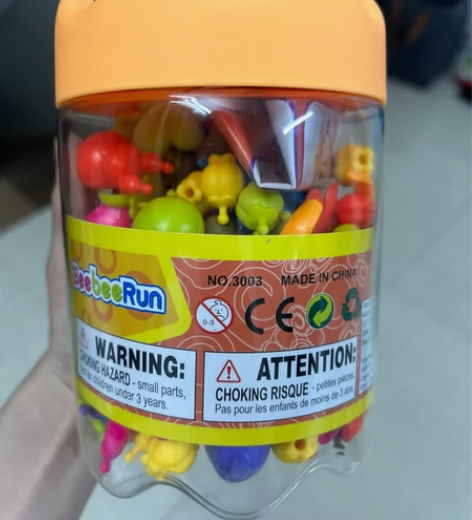 BeebeeRun
NO.3003 MADE IN CHINA
0-3
CE
WARNING:
CHOKING HAZARD - small parts,
Not for children under 3 years.
ATTENTION:
CHOKING RISQUE - petites pièces,
Pas pour les enfants de moins de 3 ans.